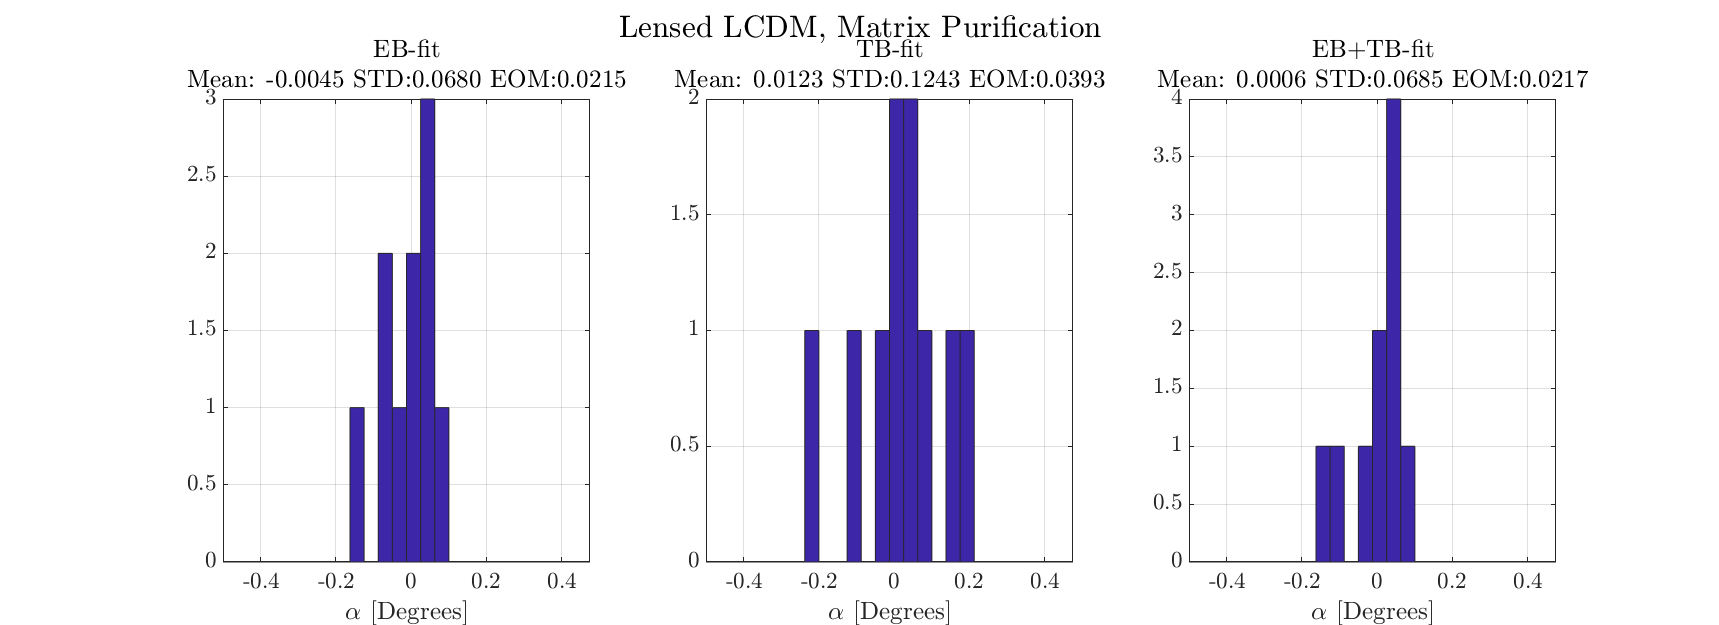 Lensed LCDM, Matrix Purification
EB-fit
Mean: -0.0045 STD:0.0680 EOM:0.0215
3
2.5
2
1.5
1
0.5
0
-0.4 -0.2 0 0.2 0.4
α [Degrees]
TB-fit
Mean: 0.0123 STD:0.1243 EOM:0.0393
2
1.5
1
0.5
0
-0.4 -0.2 0 0.2 0.4
α [Degrees]
EB+TB-fit
Mean: 0.0006 STD:0.0685 EOM:0.0217
4
3.5
3
2.5
2
1.5
1
0.5
0
-0.4 -0.2 0 0.2 0.4
α [Degrees]